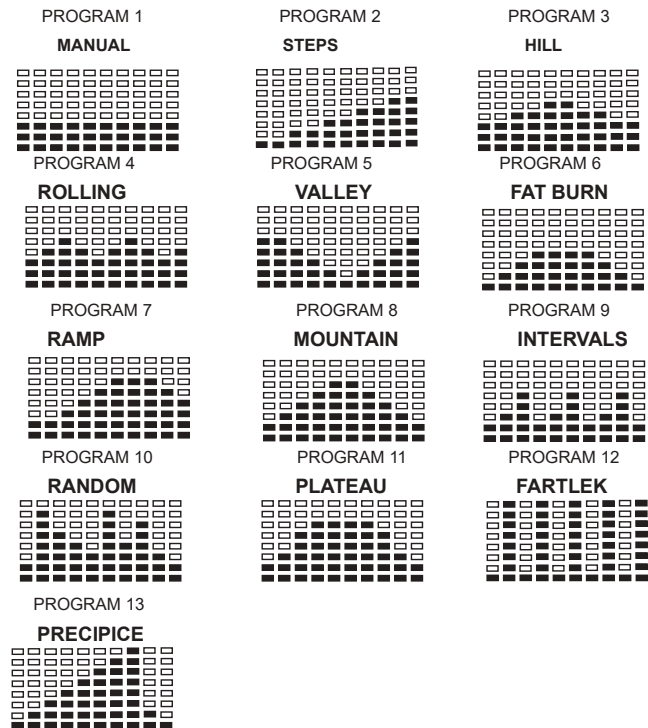 PROGRAM 1 PROGRAM 2 PROGRAM 3
MANUAL STEPS HILL
PROGRAM 4 PROGRAM 5 PROGRAM 6
ROLLING VALLEY FAT BURN
PROGRAM 7 PROGRAM 8 PROGRAM 9
RAMP MOUNTAIN INTERVALS
PROGRAM 10 PROGRAM 11 PROGRAM 12
RANDOM PLATEAU FARTLEK
PROGRAM 13
PRECIPICE